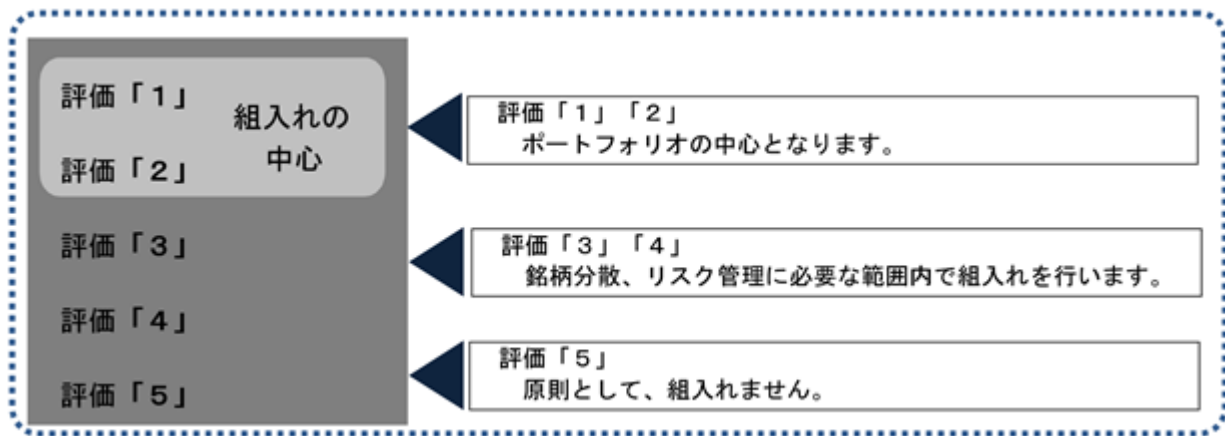 評価「１」
組入れの
中心
評価「２」
評価「３」
評価「４」
評価「５」
評価「１」「２」
ポートフォリオの中心となります。
評価「３」「４」
銘柄分散、リスク管理に必要な範囲内で組入れを行います。
評価「５」
原則として、組入れません。